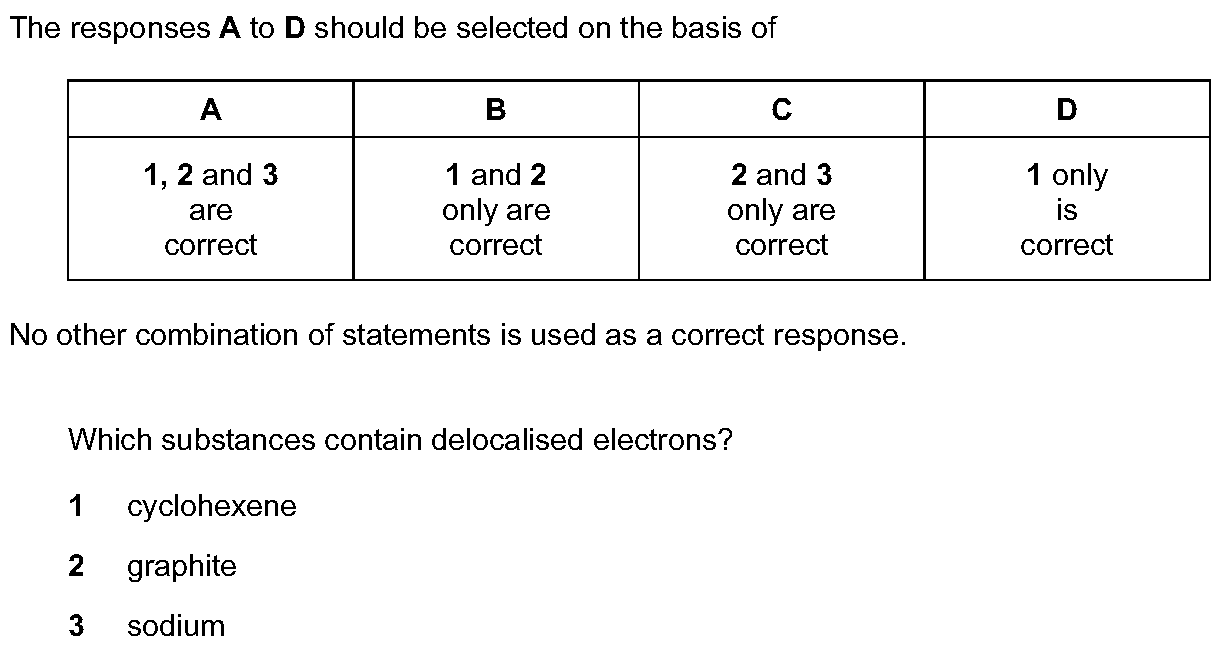 The responses A to D should be selected on the basis of
A B C D
1, 2 and 3 1 and 2 2 and 3 1 only
are only are only are is
correct correct correct correct
No other combination of statements is used as a correct response.
Which substances contain delocalised electrons?
1 cyclohexene
2 graphite
3 sodium